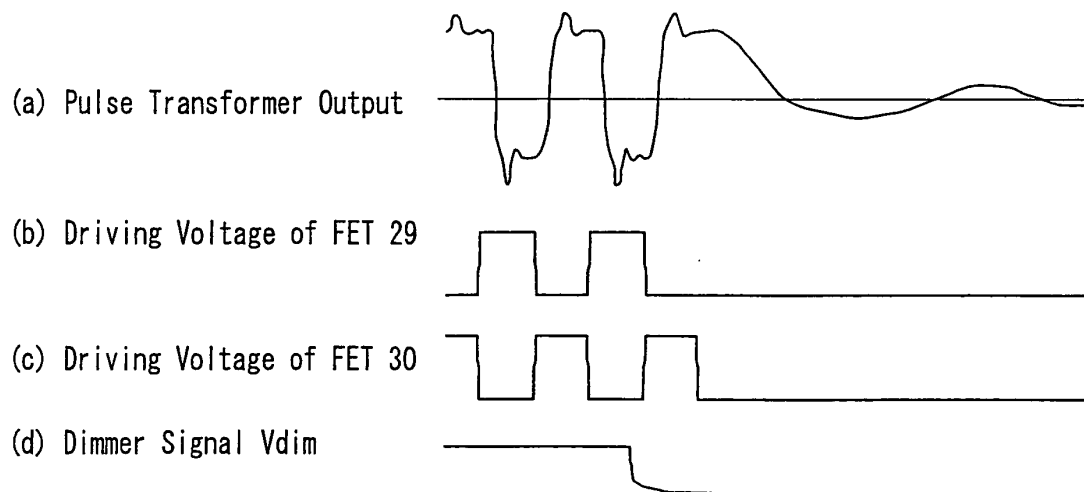 (a) Pulse Transformer Output
(b) Driving Voltage of FET 29
(c) Driving Voltage of FET 30
(d) Dimmer Signal Vdim